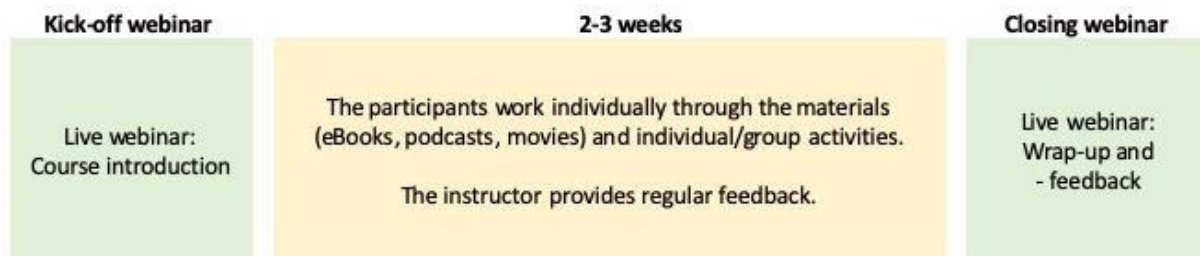 Kick-off webinar
Live webinar:
Course introduction
2-3 weeks
The participants work individually through the materials
(eBooks, podcasts, movies) and individual/group activities.
The instructor provides regular feedback.
Closing webinar
Live webinar:
Wrap-up and
- feedback